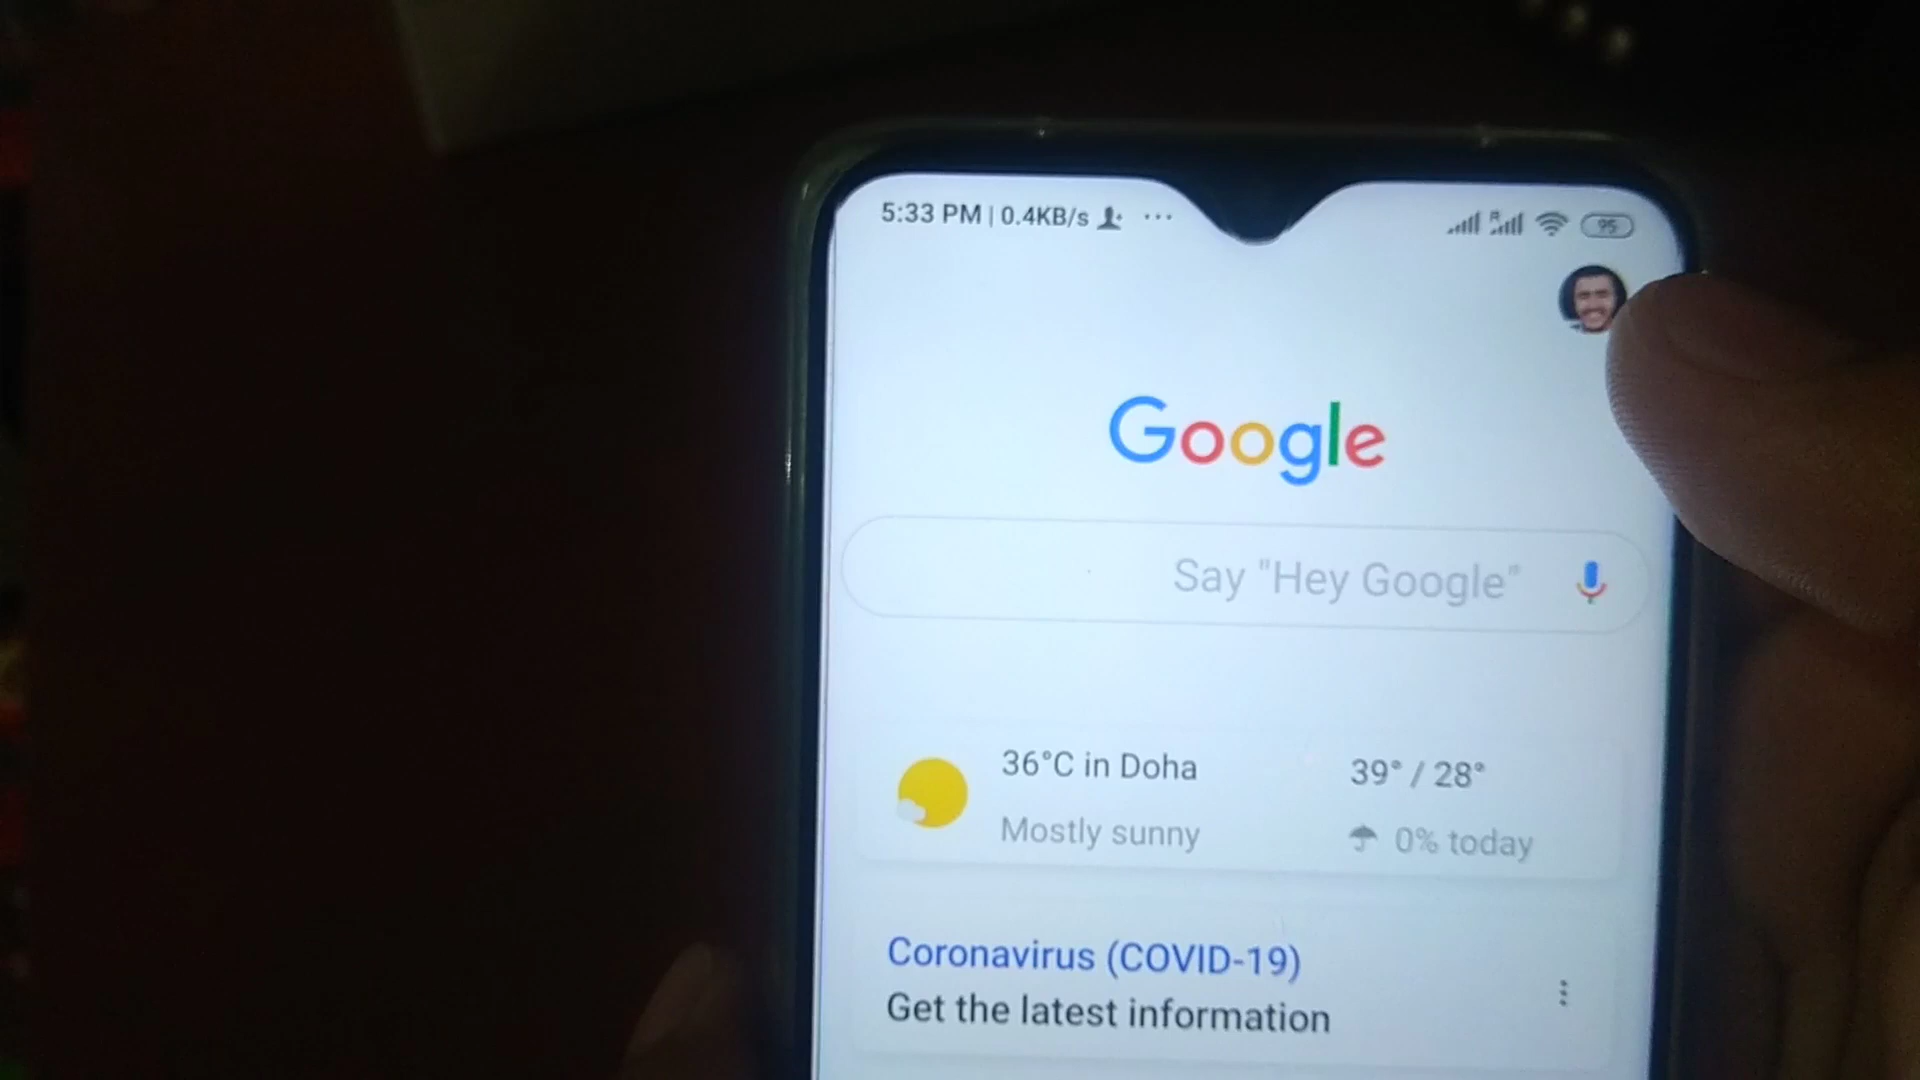 5:33 PM | 0.4KB/s ...
R
95
Google
Say "Hey Google"
36°C in Doha
39° / 28°
Mostly sunny
0% today
Coronavirus (COVID-19)
Get the latest information